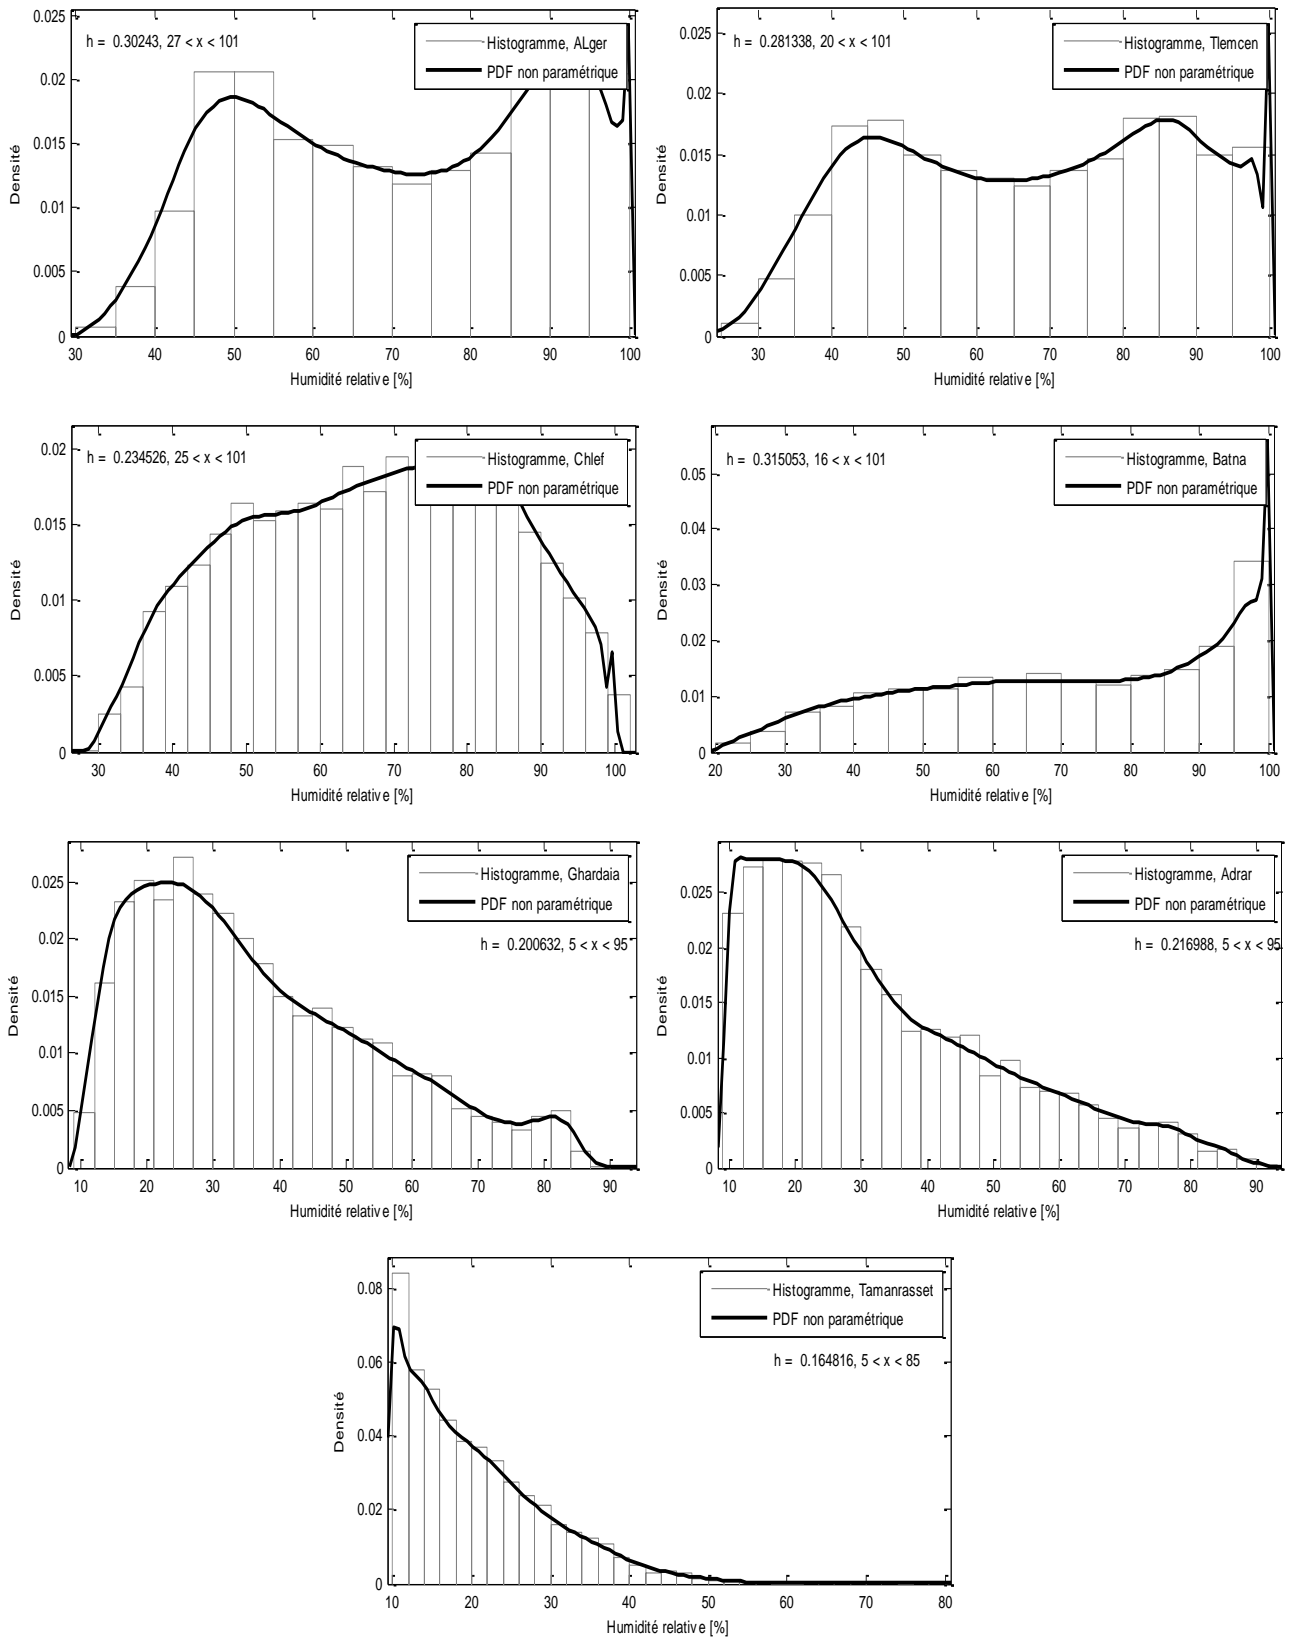 h = 0.30243, 27 < x < 101
Histogramme, ALger
PDF non paramétrique
Densité
0.025
0.02
0.015
0.01
0.005
0
30 40 50 60 70 80 90 100
Humidité relative [%]
h = 0.281338, 20 < x < 101
Histogramme, Tlemcen
PDF non paramétrique
Densité
0.025
0.02
0.015
0.01
0.005
0
30 40 50 60 70 80 90 100
Humidité relative [%]
h = 0.234526, 25 < x < 101
Histogramme, Chlef
PDF non paramétrique
Densité
0.02
0.015
0.01
0.005
0
30 40 50 60 70 80 90 100
Humidité relative [%]
h = 0.315053, 16 < x < 101
Histogramme, Batna
PDF non paramétrique
Densité
0.05
0.04
0.03
0.02
0.01
0
20 30 40 50 60 70 80 90 100
Humidité relative [%]
Histogramme, Ghardaia
PDF non paramétrique
h = 0.200632, 5 < x < 95
Densité
0.025
0.02
0.015
0.01
0.005
0
10 20 30 40 50 60 70 80 90
Humidité relative [%]
Histogramme, Adrar
PDF non paramétrique
h = 0.216988, 5 < x < 95
Densité
0.025
0.02
0.015
0.01
0.005
0
10 20 30 40 50 60 70 80 90
Humidité relative [%]
Histogramme, Tamanrasset
PDF non paramétrique
h = 0.164816, 5 < x < 85
Densité
0.08
0.06
0.04
0.02
0
10 20 30 40 50 60 70 80
Humidité relative [%]